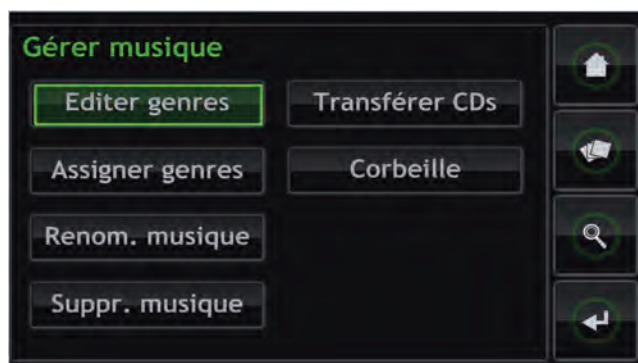 Gérer musique
Editer genres
Transférer CDs
Assigner genres
Corbeille
Renom. musique
Suppr. musique